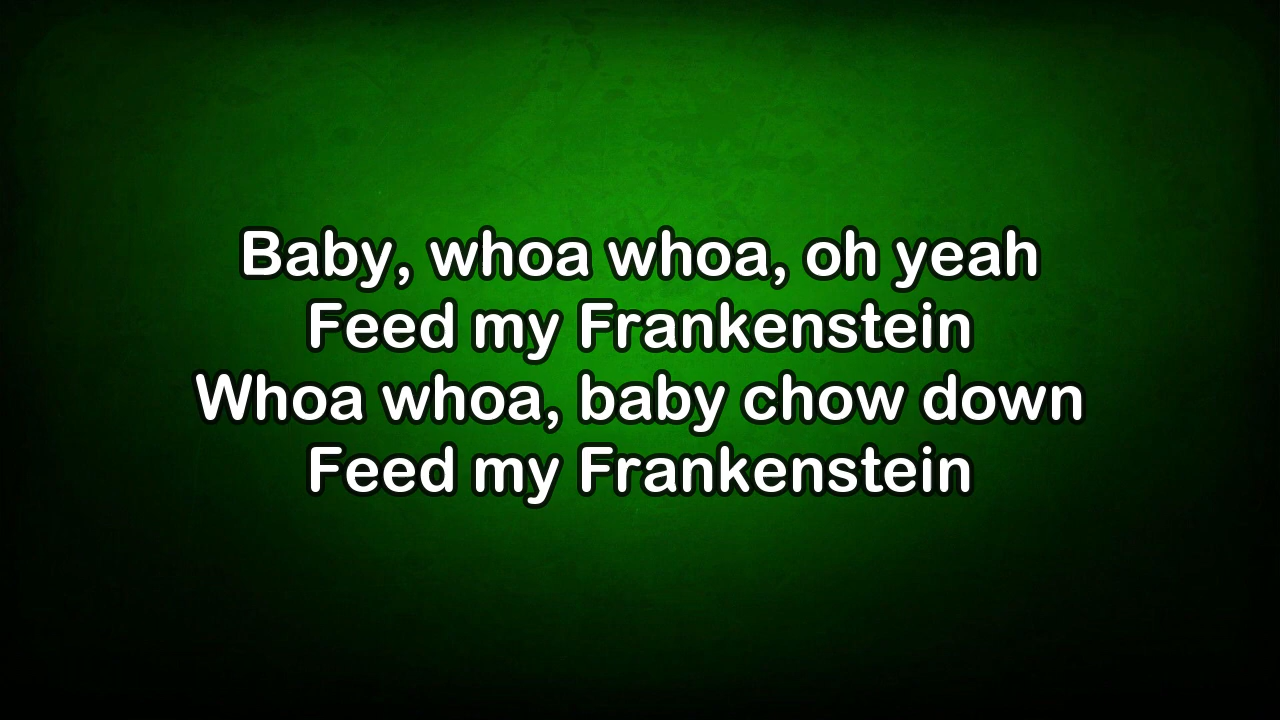 Baby, whoa whoa, oh yeah
Feed my Frankenstein
Whoa whoa, baby chow down
Feed my Frankenstein